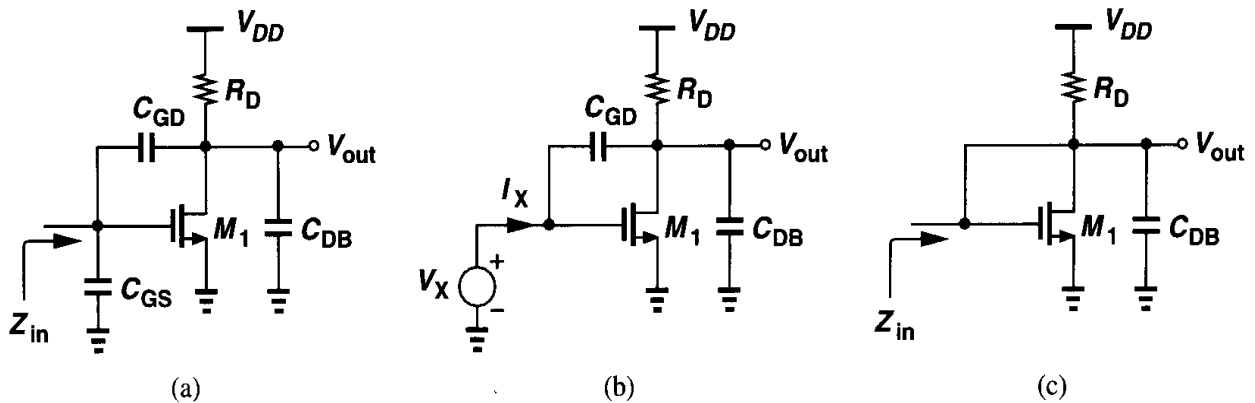 V_DD
R_D
C_GD
V_out
M_1
C_DB
C_GS
Z_in
(a)
V_DD
R_D
C_GD
V_out
I_X
M_1
C_DB
V_X
+
−
(b)
V_DD
R_D
V_out
M_1
C_DB
Z_in
(c)